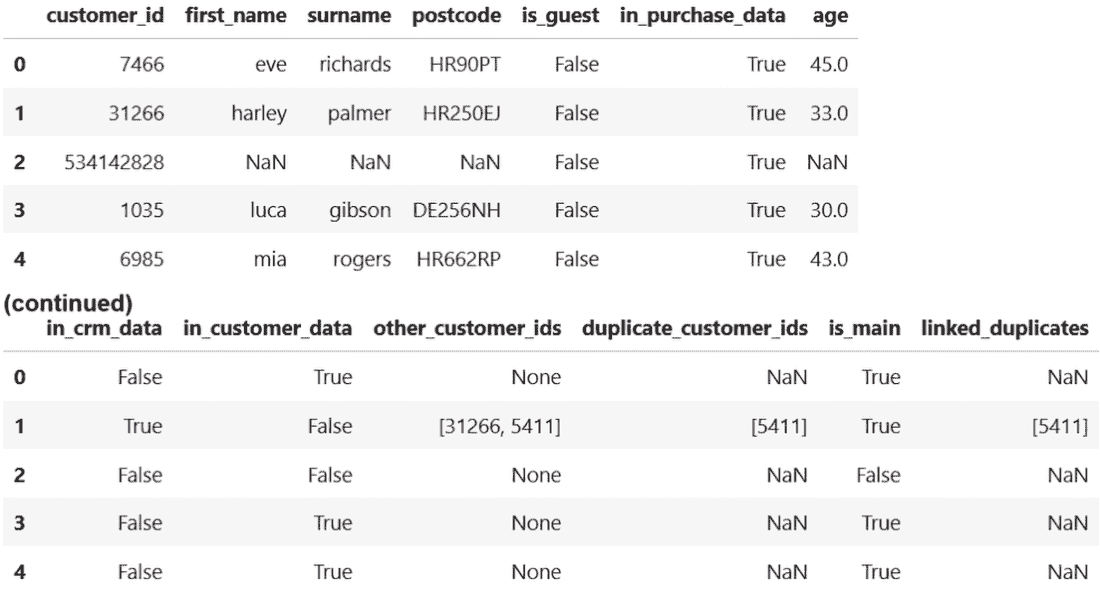 customer_id first_name surname postcode is_guest in_purchase_data age
0 7466 eve richards HR90PT False True 45.0
1 31266 harley palmer HR250EJ False True 33.0
2 534142828 NaN NaN NaN False True NaN
3 1035 luca gibson DE256NH False True 30.0
4 6985 mia rogers HR662RP False True 43.0
(continued)
in_crm_data in_customer_data other_customer_ids duplicate_customer_ids is_main linked_duplicates
0 False True None NaN True NaN
1 True False [31266, 5411] [5411] True [5411]
2 False False None NaN False NaN
3 False True None NaN True NaN
4 False True None NaN True NaN